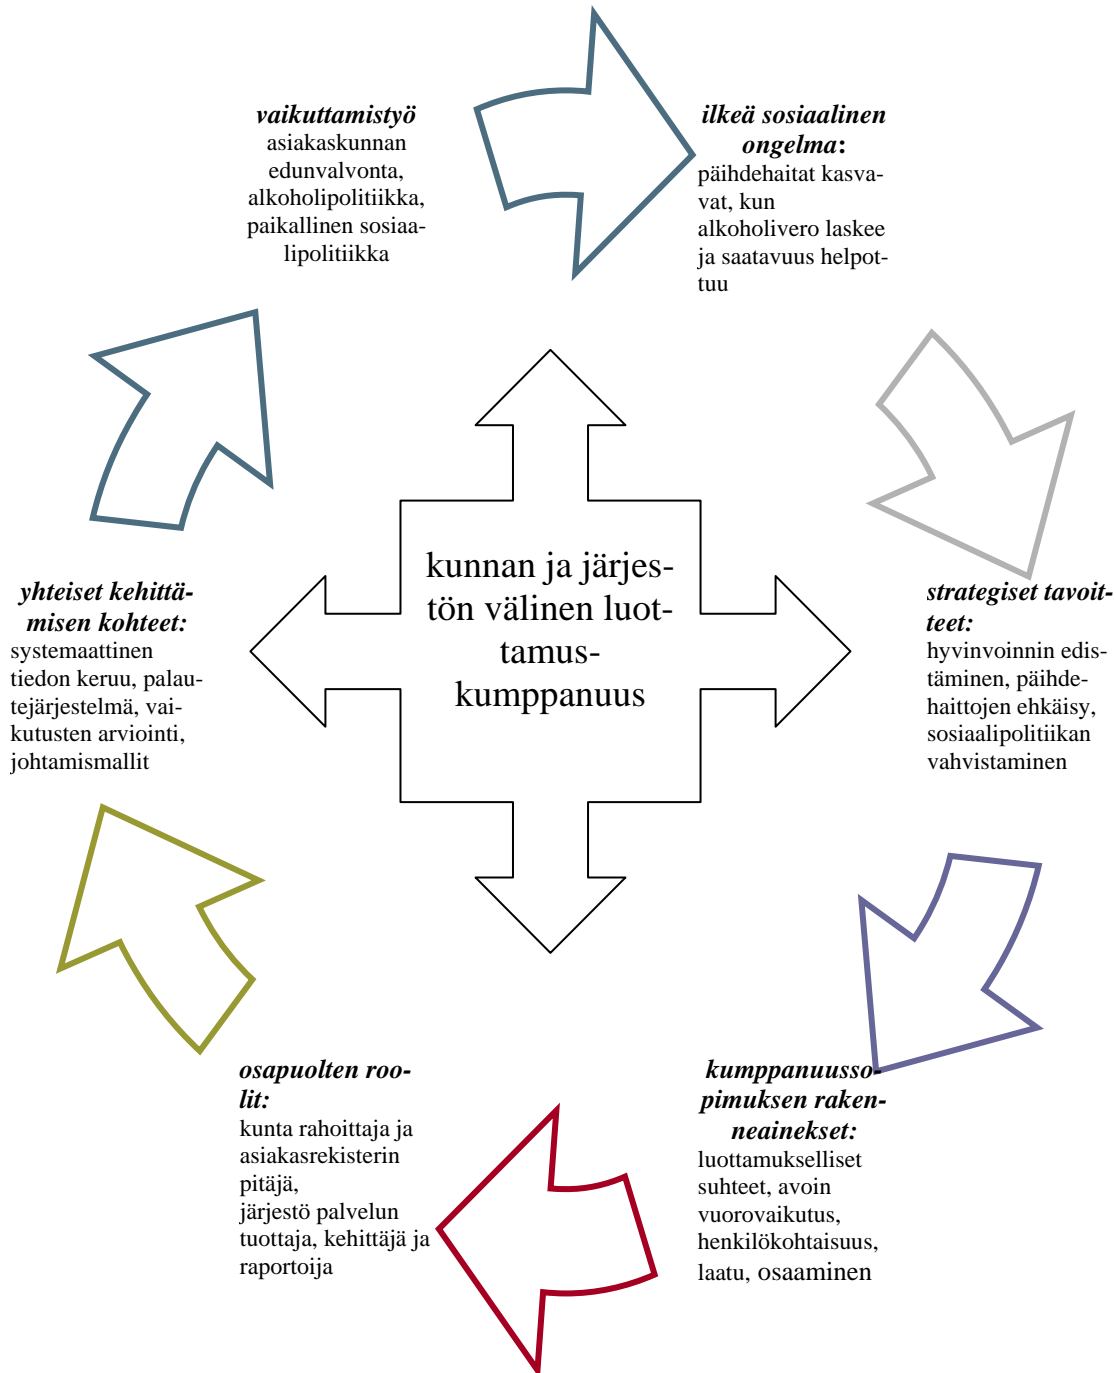 vaikuttamistyö
asiakaskunnan
edunvalvonta,
alkoholipolitiikka,
paikallinen sosiaa-
lipolitiikka
ilkeä sosiaalinen
ongelma:
päihdehaitat kasva-
vat, kun
alkoholivero laskee
ja saatavuus helpot-
tuu
kunnan ja järjes-
tön välinen luot-
tamus-
kumppanuus
strategiset tavoit-
teet:
hyvinvoinnin edis-
täminen, päihde-
haittojen ehkäisy,
sosiaalipolitiikan
vahvistaminen
kumppanuusso-
pimuksen raken-
neainekset:
luottamukselliset
suhteet, avoin
vuorovaikutus,
henkilökohtaisuus,
laatu, osaaminen
osapuolten roo-
lit:
kunta rahoittaja ja
asiakasrekisterin
pitäjä,
järjestö palvelun
tuottaja, kehittäjä ja
raportoija
yhteiset kehittä-
misen kohteet:
systemaattinen
tiedon keruu, palau-
tejärjestelmä, vai-
kutusten arviointi,
johtamismallit